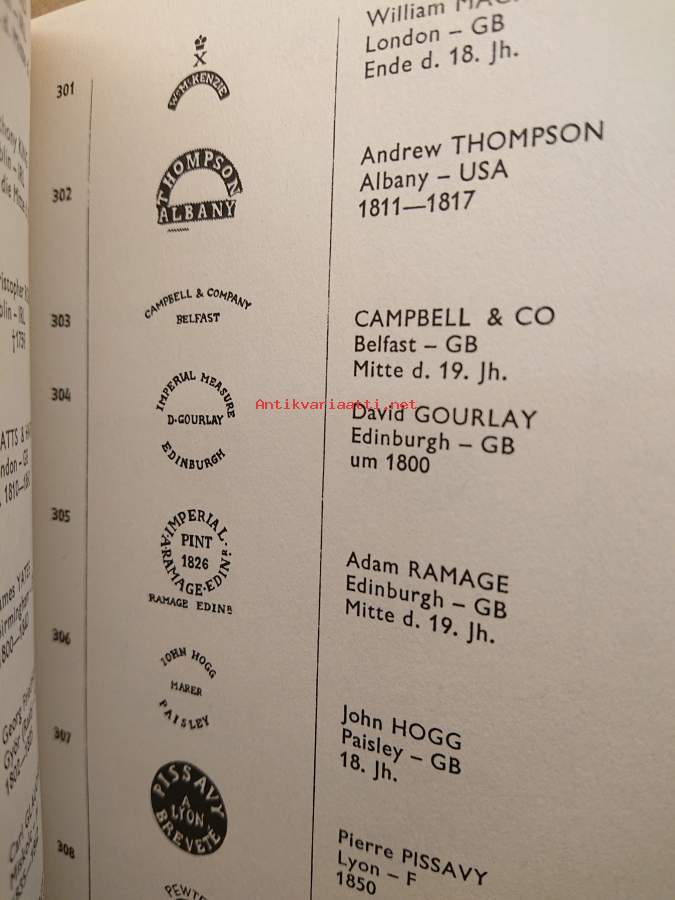 301
W. McKENZIE
William
London – GB
Ende d. 18. Jh.
302
THOMPSON
ALBANY
Andrew THOMPSON
Albany – USA
1811—1817
303
CAMPBELL & COMPANY
BELFAST
CAMPBELL & CO
Belfast – GB
Mitte d. 19. Jh.
304
IMPERIAL MEASURE
D·GOURLAY
EDINBURGH
Antikvariaatti.net
David GOURLAY
Edinburgh – GB
um 1800
305
·IMPERIAL·
PINT
1826
A·RAMAGE·EDINR
RAMAGE EDINR
Adam RAMAGE
Edinburgh – GB
Mitte d. 19. Jh.
306
JOHN HOGG
MAKER
PAISLEY
John HOGG
Paisley – GB
18. Jh.
307
PISSAVY
A
LYON
BREVETE
Pierre PISSAVY
Lyon – F
1850
308